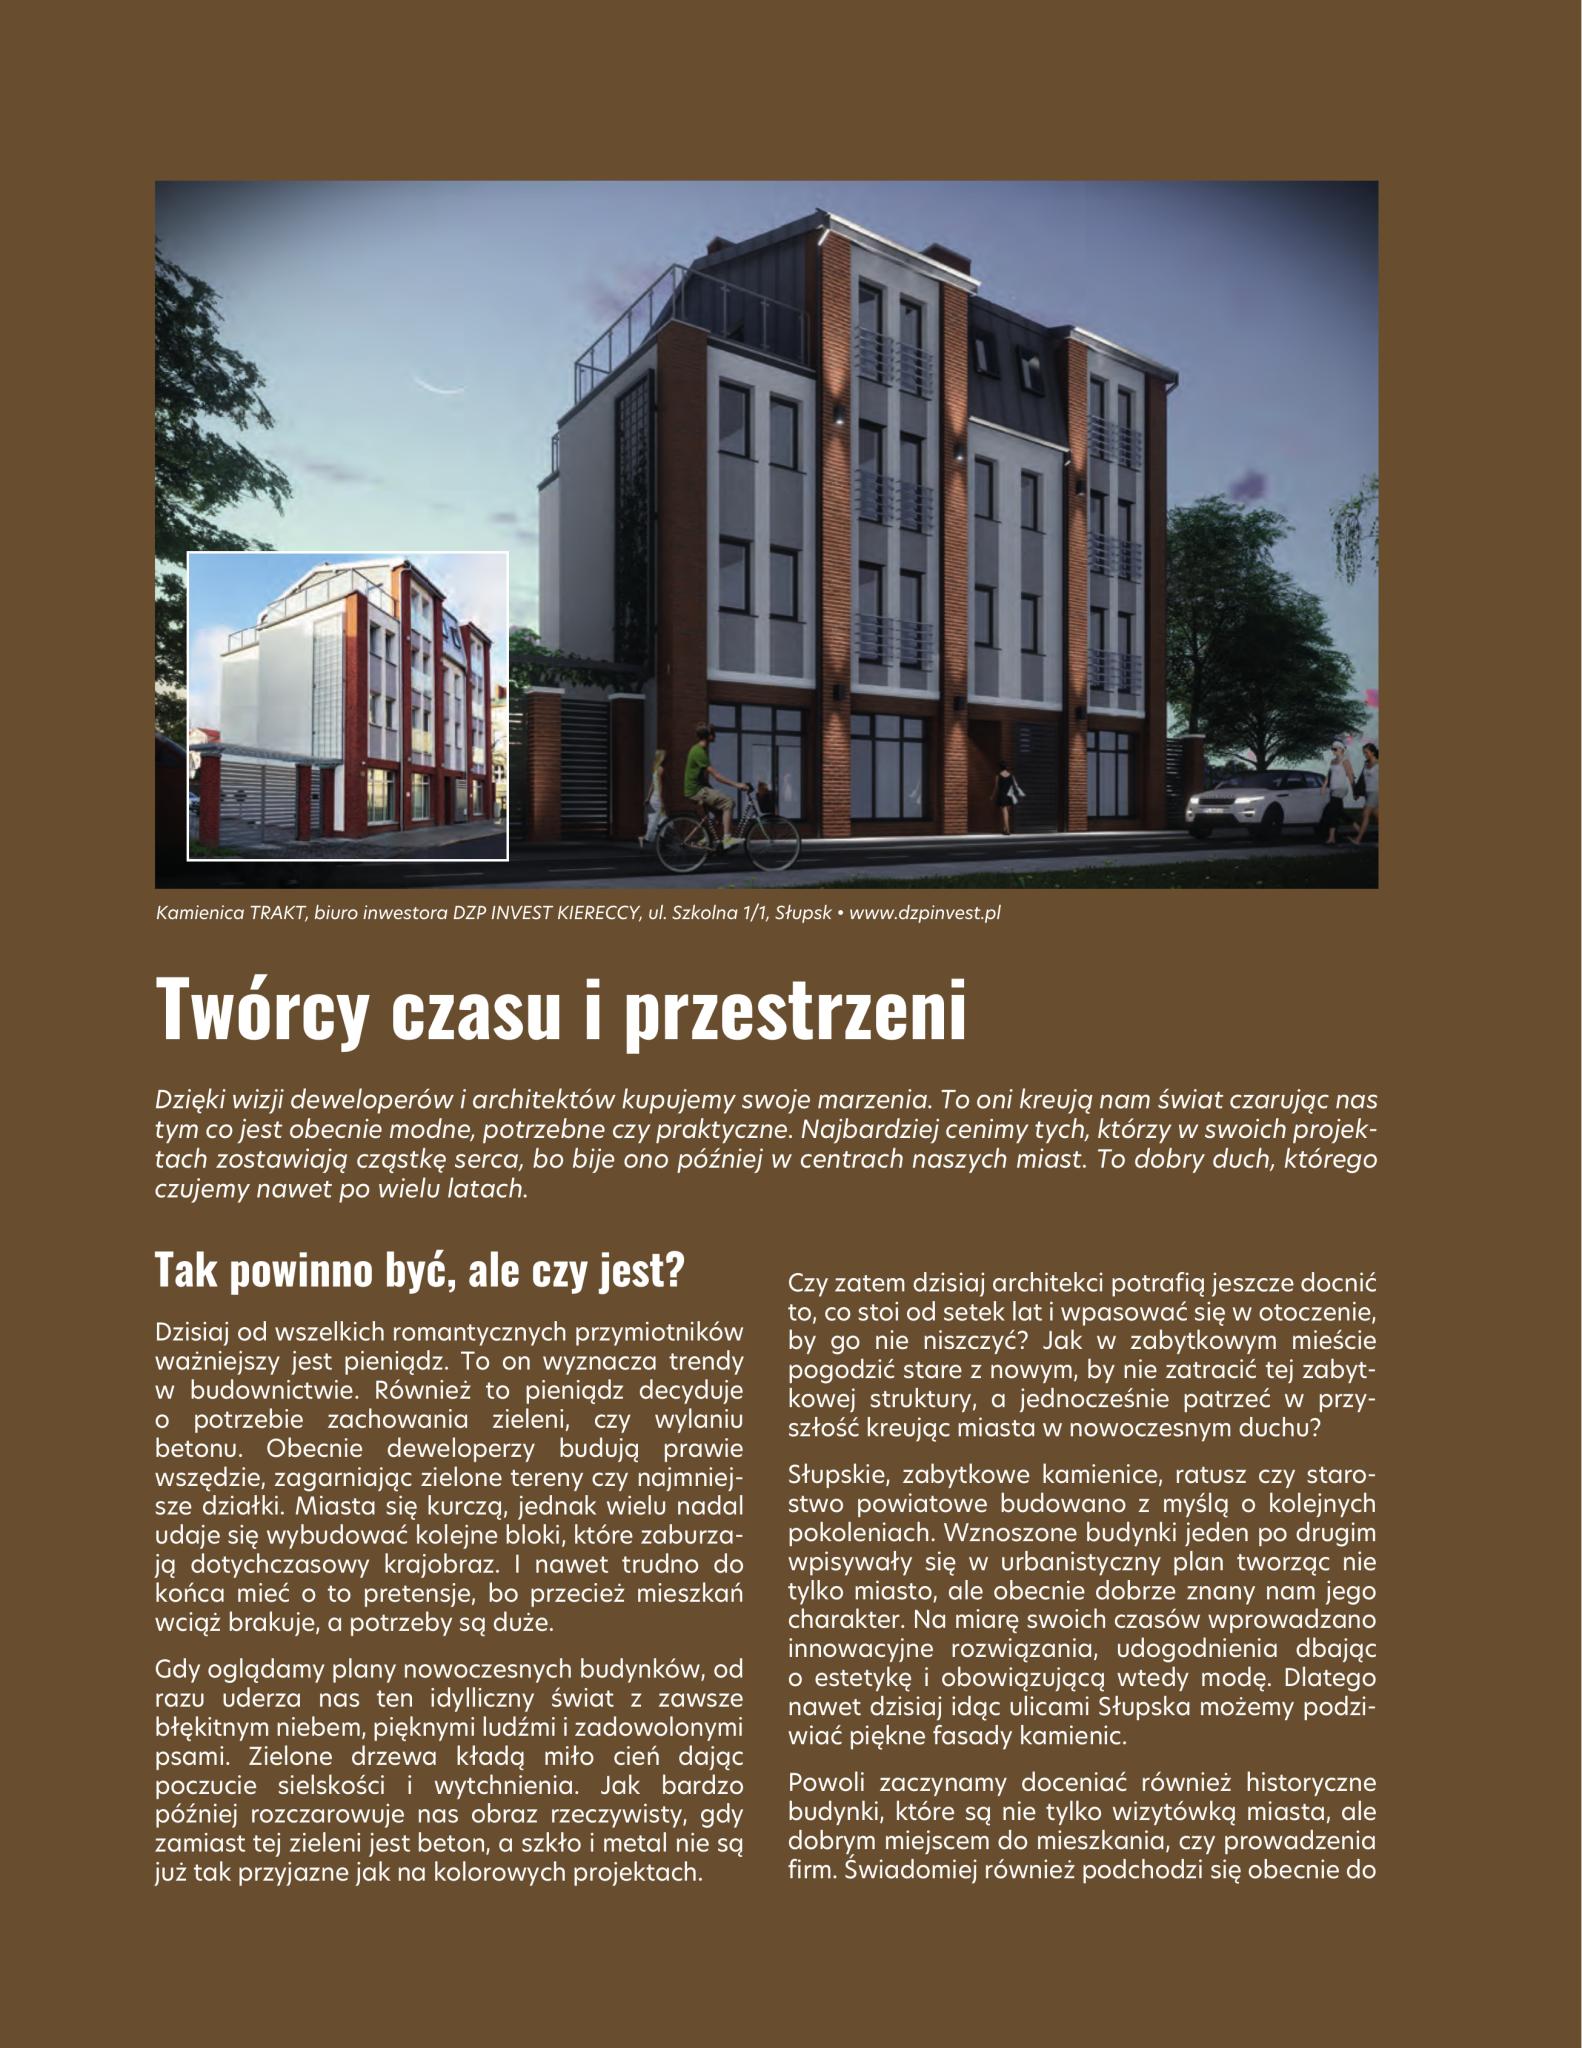 Kamienica TRAKT, biuro inwestora DZP INVEST KIERECCY, ul. Szkolna 1/1, Słupsk • www.dzpinvest.pl
Twórcy czasu i przestrzeni
Dzięki wizji deweloperów i architektów kupujemy swoje marzenia. To oni kreują nam świat czarując nas
tym co jest obecnie modne, potrzebne czy praktyczne. Najbardziej cenimy tych, którzy w swoich projek-
tach zostawiają cząstkę serca, bo bije ono później w centrach naszych miast. To dobry duch, którego
czujemy nawet po wielu latach.
Tak powinno być, ale czy jest?
Dzisiaj od wszelkich romantycznych przymiotników
ważniejszy jest pieniądz. To on wyznacza trendy
w budownictwie. Również to pieniądz decyduje
o potrzebie zachowania zieleni, czy wylaniu
betonu. Obecnie deweloperzy budują prawie
wszędzie, zagarniając zielone tereny czy najmniej-
sze działki. Miasta się kurczą, jednak wielu nadal
udaje się wybudować kolejne bloki, które zaburza-
ją dotychczasowy krajobraz. I nawet trudno do
końca mieć o to pretensje, bo przecież mieszkań
wciąż brakuje, a potrzeby są duże.
Gdy oglądamy plany nowoczesnych budynków, od
razu uderza nas ten idylliczny świat z zawsze
błękitnym niebem, pięknymi ludźmi i zadowolonymi
psami. Zielone drzewa kładą miło cień dając
poczucie sielskości i wytchnienia. Jak bardzo
później rozczarowuje nas obraz rzeczywisty, gdy
zamiast tej zieleni jest beton, a szkło i metal nie są
już tak przyjazne jak na kolorowych projektach.
Czy zatem dzisiaj architekci potrafią jeszcze docnić
to, co stoi od setek lat i wpasować się w otoczenie,
by go nie niszczyć? Jak w zabytkowym mieście
pogodzić stare z nowym, by nie zatracić tej zabyt-
kowej struktury, a jednocześnie patrzeć w przy-
szłość kreując miasta w nowoczesnym duchu?
Słupskie, zabytkowe kamienice, ratusz czy staro-
stwo powiatowe budowano z myślą o kolejnych
pokoleniach. Wznoszone budynki jeden po drugim
wpisywały się w urbanistyczny plan tworząc nie
tylko miasto, ale obecnie dobrze znany nam jego
charakter. Na miarę swoich czasów wprowadzano
innowacyjne rozwiązania, udogodnienia dbając
o estetykę i obowiązującą wtedy modę. Dlatego
nawet dzisiaj idąc ulicami Słupska możemy podzi-
wiać piękne fasady kamienic.
Powoli zaczynamy doceniać również historyczne
budynki, które są nie tylko wizytówką miasta, ale
dobrym miejscem do mieszkania, czy prowadzenia
firm. Świadomiej również podchodzi się obecnie do